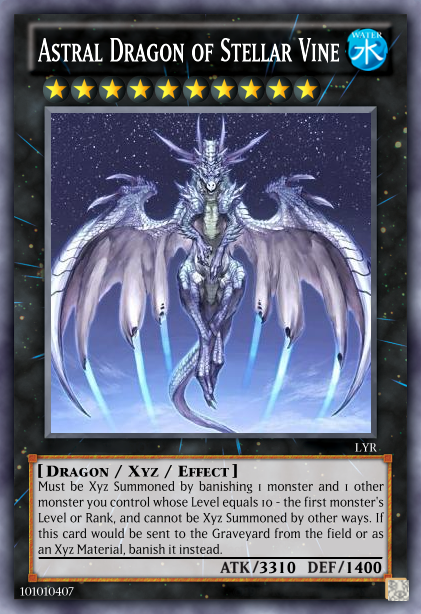 Astral Dragon of Stellar Vine
WATER
水
LYR
[ Dragon / Xyz / Effect ]
Must be Xyz Summoned by banishing 1 monster and 1 other
monster you control whose Level equals 10 - the first monster's
Level or Rank, and cannot be Xyz Summoned by other ways. If
this card would be sent to the Graveyard from the field or as
an Xyz Material, banish it instead.
ATK/3310 DEF/1400
101010407